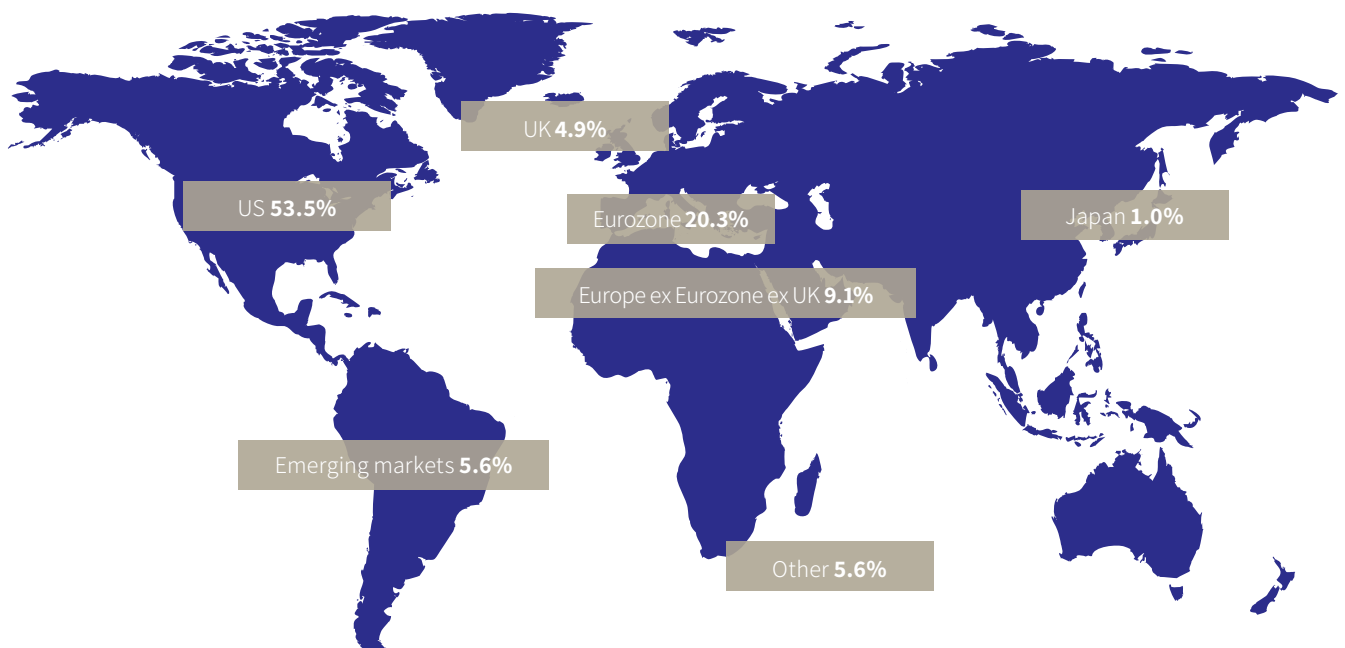 UK 4.9%
US 53.5%
Eurozone 20.3%
Japan 1.0%
Europe ex Eurozone ex UK 9.1%
Emerging markets 5.6%
Other 5.6%